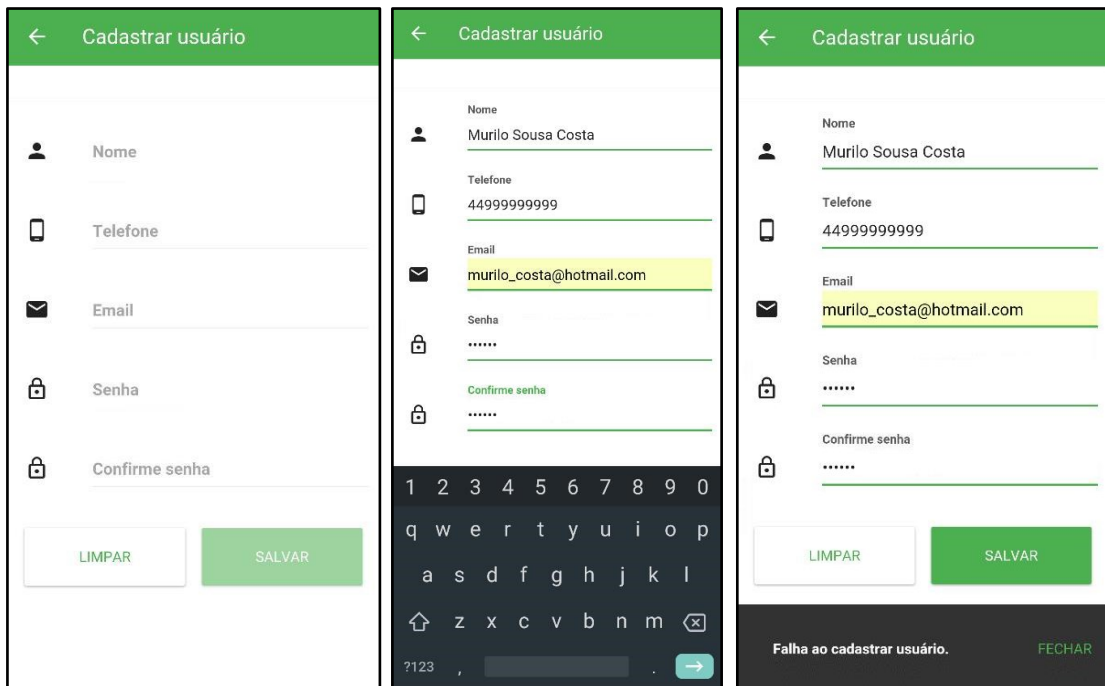 Cadastrar usuário
Nome
Telefone
Email
Senha
Confirme senha
LIMPAR
SALVAR
Cadastrar usuário
Nome
Murilo Sousa Costa
Telefone
44999999999
Email
murilo_costa@hotmail.com
Senha
••••••
Confirme senha
••••••
1 2 3 4 5 6 7 8 9 0
q w e r t y u i o p
a s d f g h j k l
z x c v b n m
?123 , .
Cadastrar usuário
Nome
Murilo Sousa Costa
Telefone
44999999999
Email
murilo_costa@hotmail.com
Senha
••••••
Confirme senha
••••••
LIMPAR
SALVAR
Falha ao cadastrar usuário. FECHAR